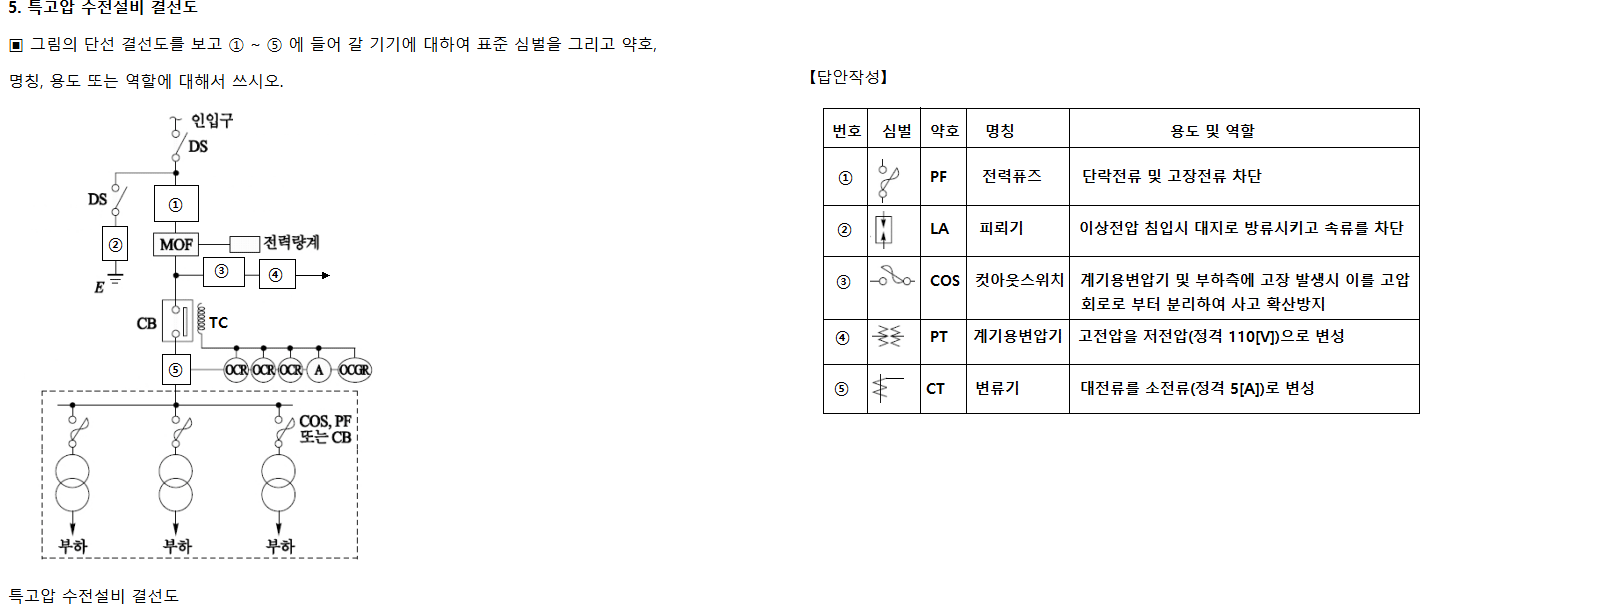 5. 특고압 수전설비 결선도
▣ 그림의 단선 결선도를 보고 ① ~ ⑤ 에 들어 갈 기기에 대하여 표준 심벌을 그리고 약호,
명칭, 용도 또는 역할에 대해서 쓰시오.
인입구
DS
DS
①
②
MOF
전력량계
③
④
E
CB
TC
⑤
OCR OCR OCR A OCGR
COS, PF
또는 CB
부하
부하
부하
특고압 수전설비 결선도
【답안작성】
번호 심벌 약호 명칭 용도 및 역할
① PF 전력퓨즈 단락전류 및 고장전류 차단
② LA 피뢰기 이상전압 침입시 대지로 방류시키고 속류를 차단
③ COS 컷아웃스위치 계기용변압기 및 부하측에 고장 발생시 이를 고압
회로로 부터 분리하여 사고 확산방지
④ PT 계기용변압기 고전압을 저전압(정격 110[V])으로 변성
⑤ CT 변류기 대전류를 소전류(정격 5[A])로 변성